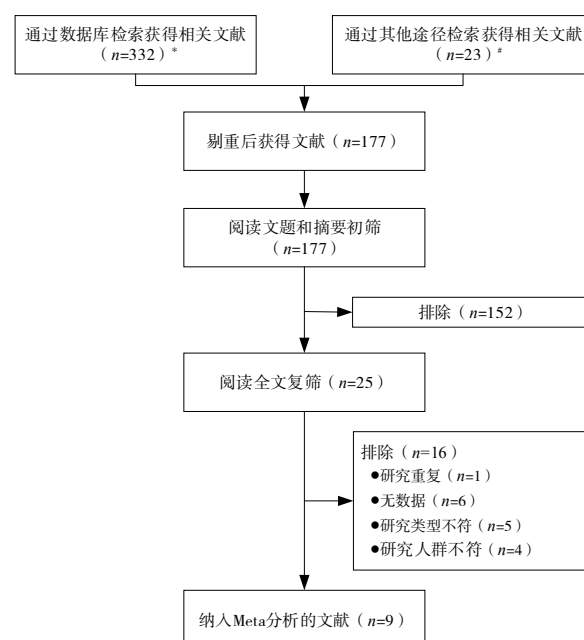 通过数据库检索获得相关文献
（n=332）*
通过其他途径检索获得相关文献
（n=23）#
剔重后获得文献（n=177）
阅读文题和摘要初筛
（n=177）
排除（n=152）
阅读全文复筛（n=25）
排除（n=16）
●研究重复（n=1）
●无数据（n=6）
●研究类型不符（n=5）
●研究人群不符（n=4）
纳入Meta分析的文献（n=9）